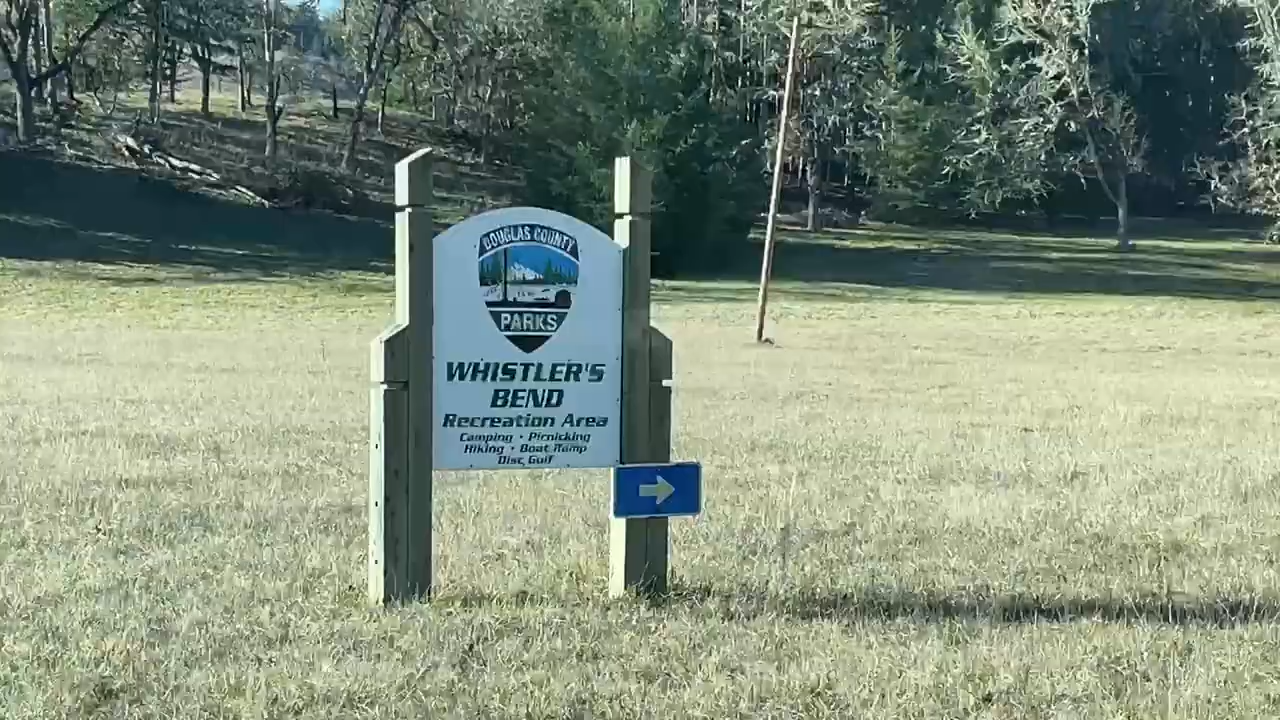 DOUGLAS COUNTY
PARKS
WHISTLER'S
BEND
Recreation Area
Camping • Picnicking
Hiking • Boat Ramp
Disc Golf